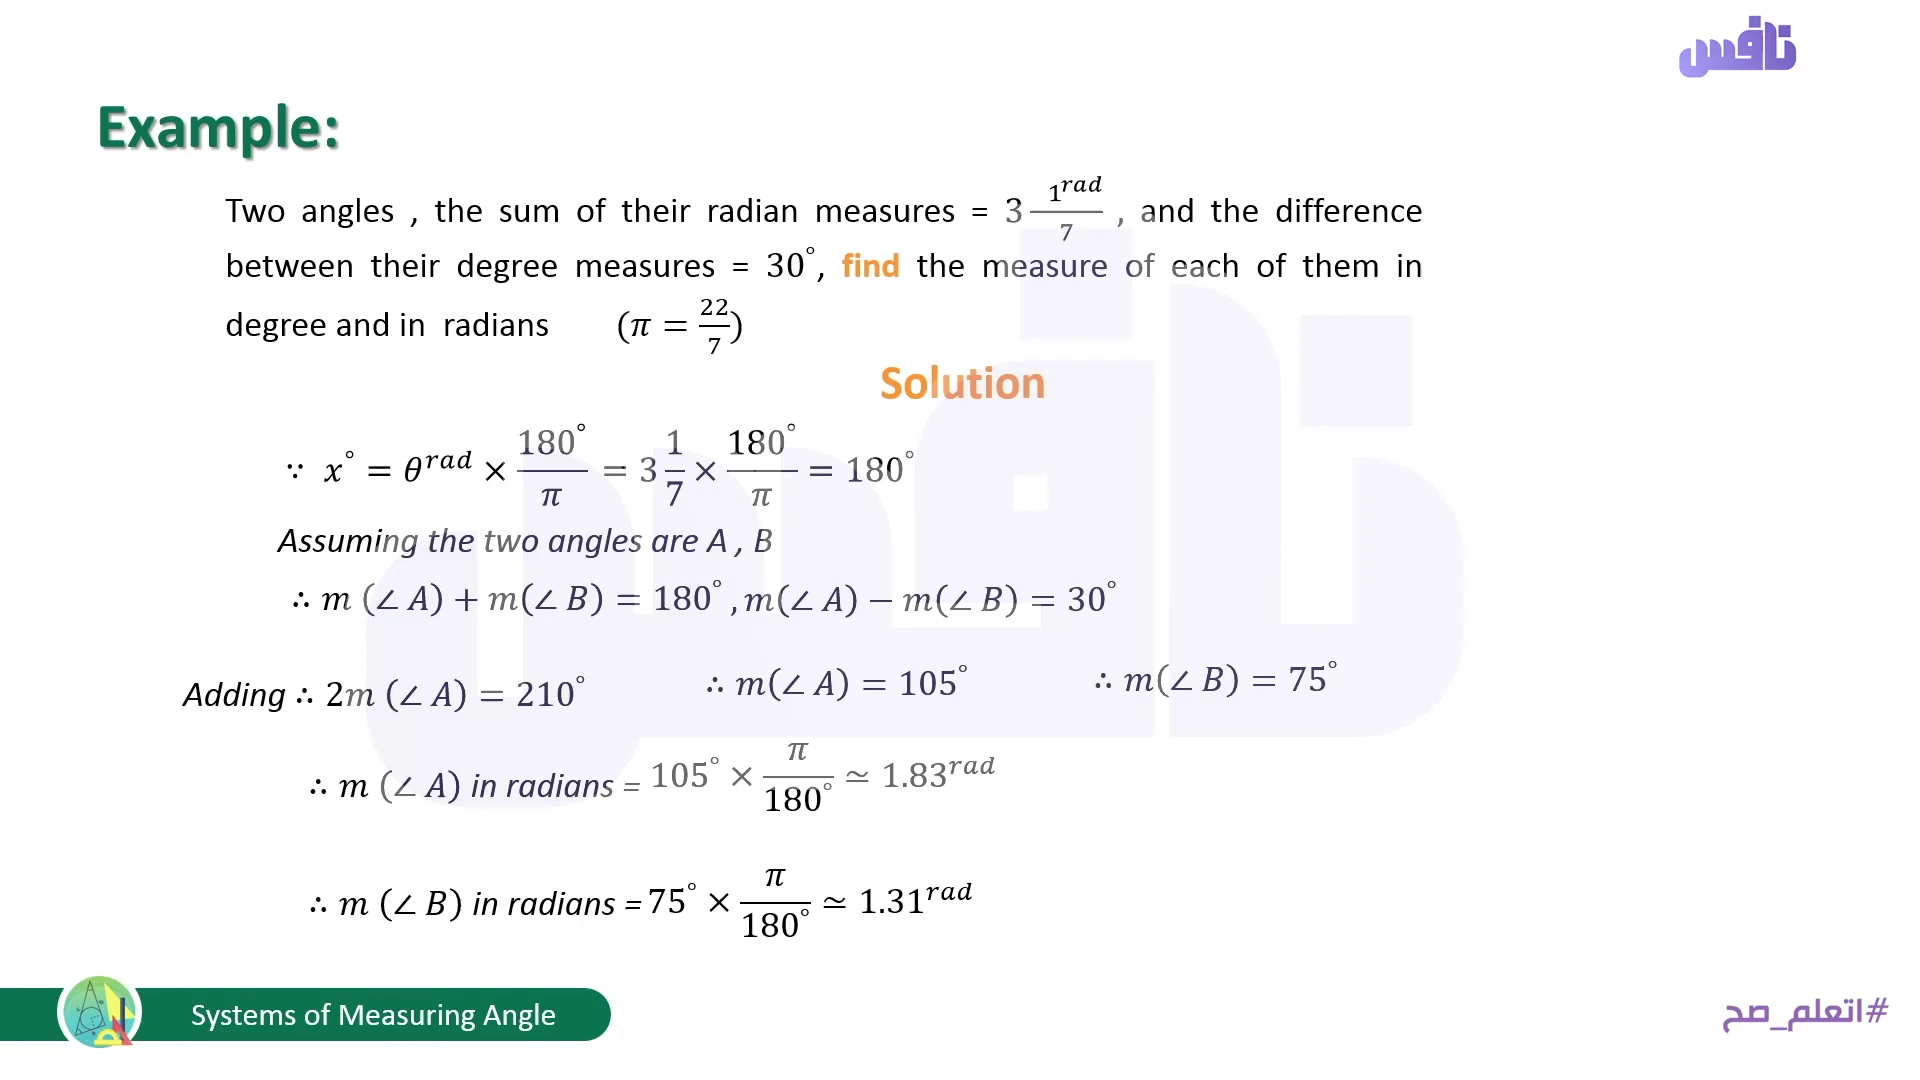 نافس
Example:
Two angles , the sum of their radian measures = 3 1/7^rad , and the difference
between their degree measures = 30°, find the measure of each of them in
degree and in radians (π = 22/7)
Solution
∵ x° = θ^rad × 180°/π = 3 1/7 × 180°/π = 180°
Assuming the two angles are A , B
∴ m (∠ A) + m(∠ B) = 180° , m(∠ A) − m(∠ B) = 30°
Adding ∴ 2m (∠ A) = 210° ∴ m(∠ A) = 105° ∴ m(∠ B) = 75°
∴ m (∠ A) in radians = 105° × π/180° ≃ 1.83^rad
∴ m (∠ B) in radians = 75° × π/180° ≃ 1.31^rad
Systems of Measuring Angle
#اتعلم_صح